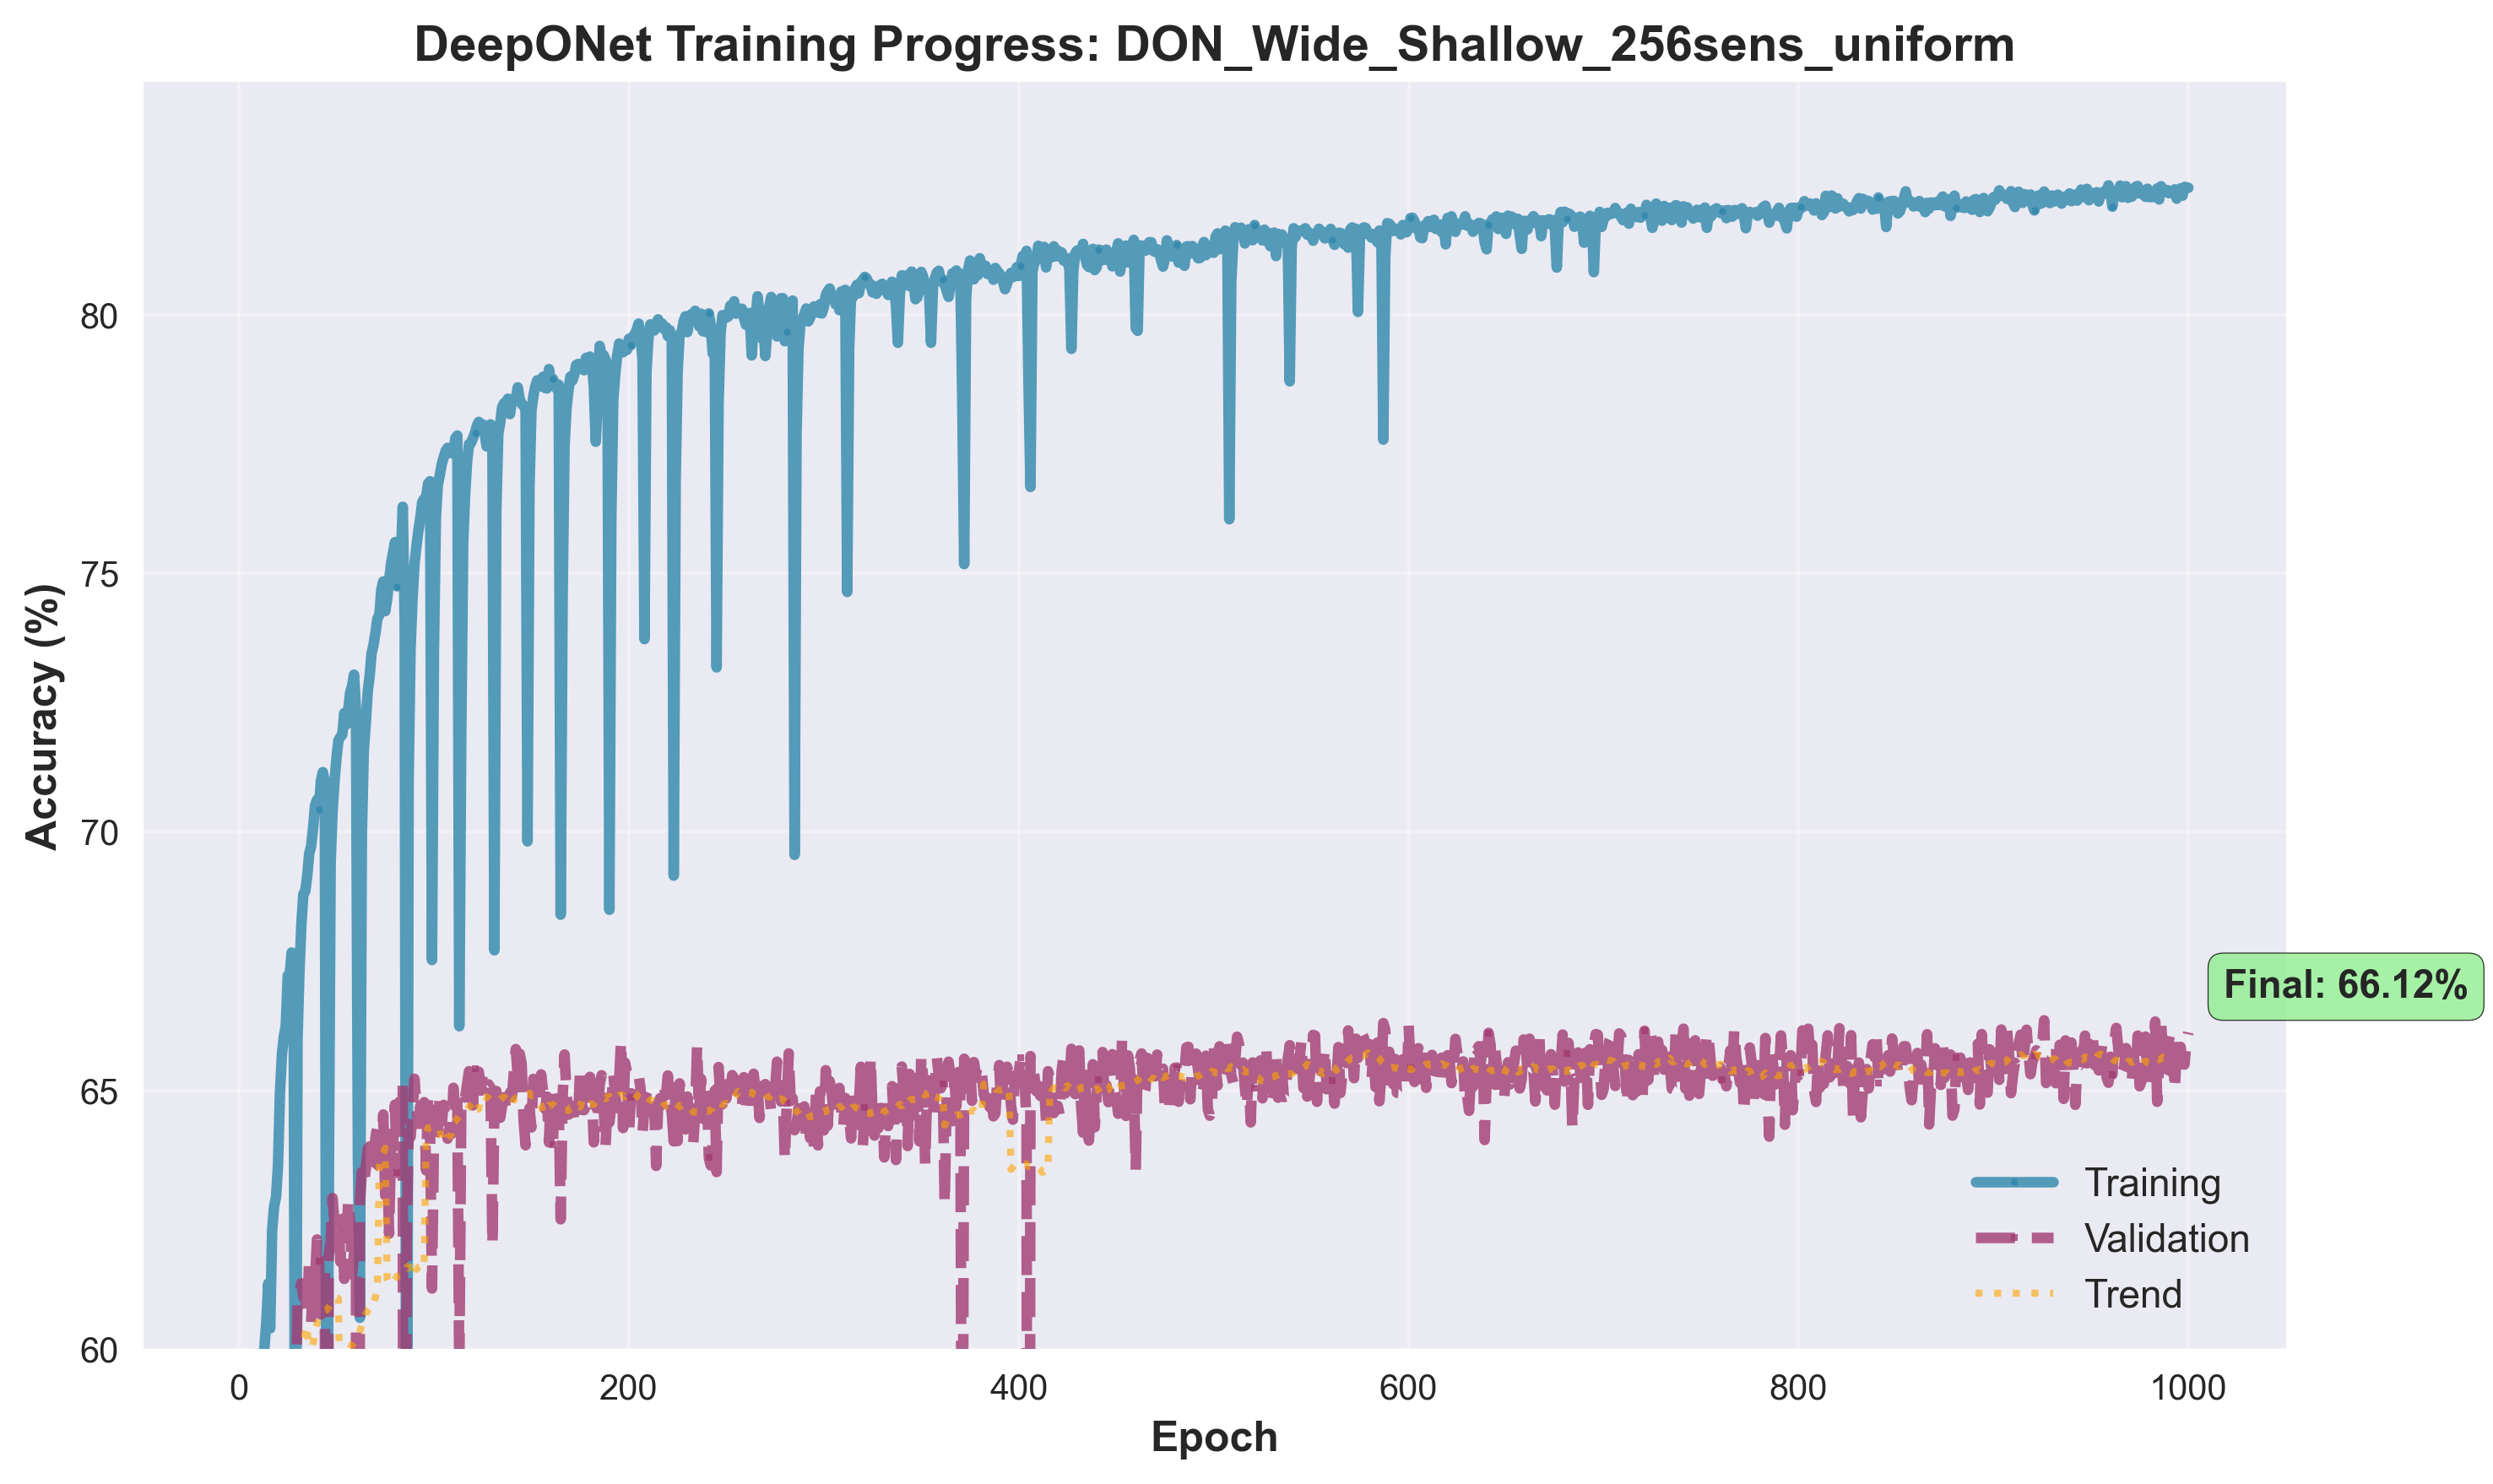 DeepONet Training Progress: DON_Wide_Shallow_256sens_uniform
Accuracy (%)
80
75
70
65
60
Final: 66.12%
Training
Validation
Trend
0 200 400 600 800 1000
Epoch